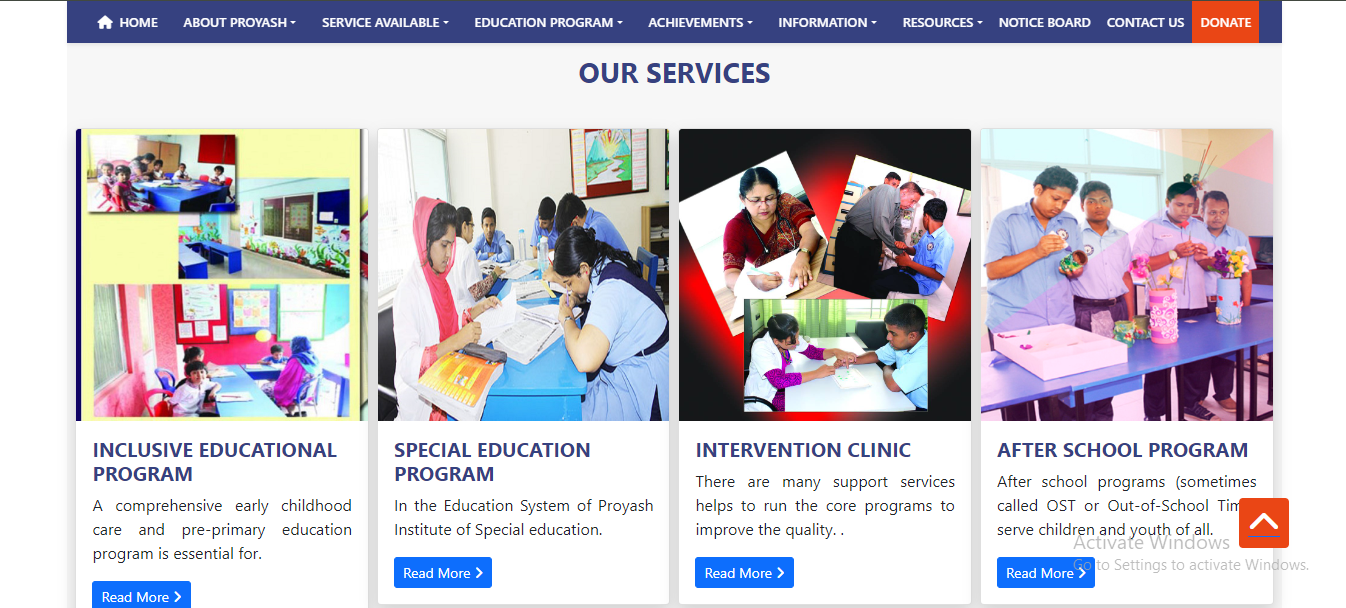 HOME ABOUT PROYASH SERVICE AVAILABLE EDUCATION PROGRAM ACHIEVEMENTS INFORMATION RESOURCES NOTICE BOARD CONTACT US DONATE
OUR SERVICES
INCLUSIVE EDUCATIONAL
PROGRAM
A comprehensive early childhood
care and pre-primary education
program is essential for.
Read More
SPECIAL EDUCATION
PROGRAM
In the Education System of Proyash
Institute of Special education.
Read More
INTERVENTION CLINIC
There are many support services
helps to run the core programs to
improve the quality. .
Read More
AFTER SCHOOL PROGRAM
After school programs (sometimes
called OST or Out-of-School Tim
serve children and youth of all.
Read More
Activate Windows
Go to Settings to activate Windows.